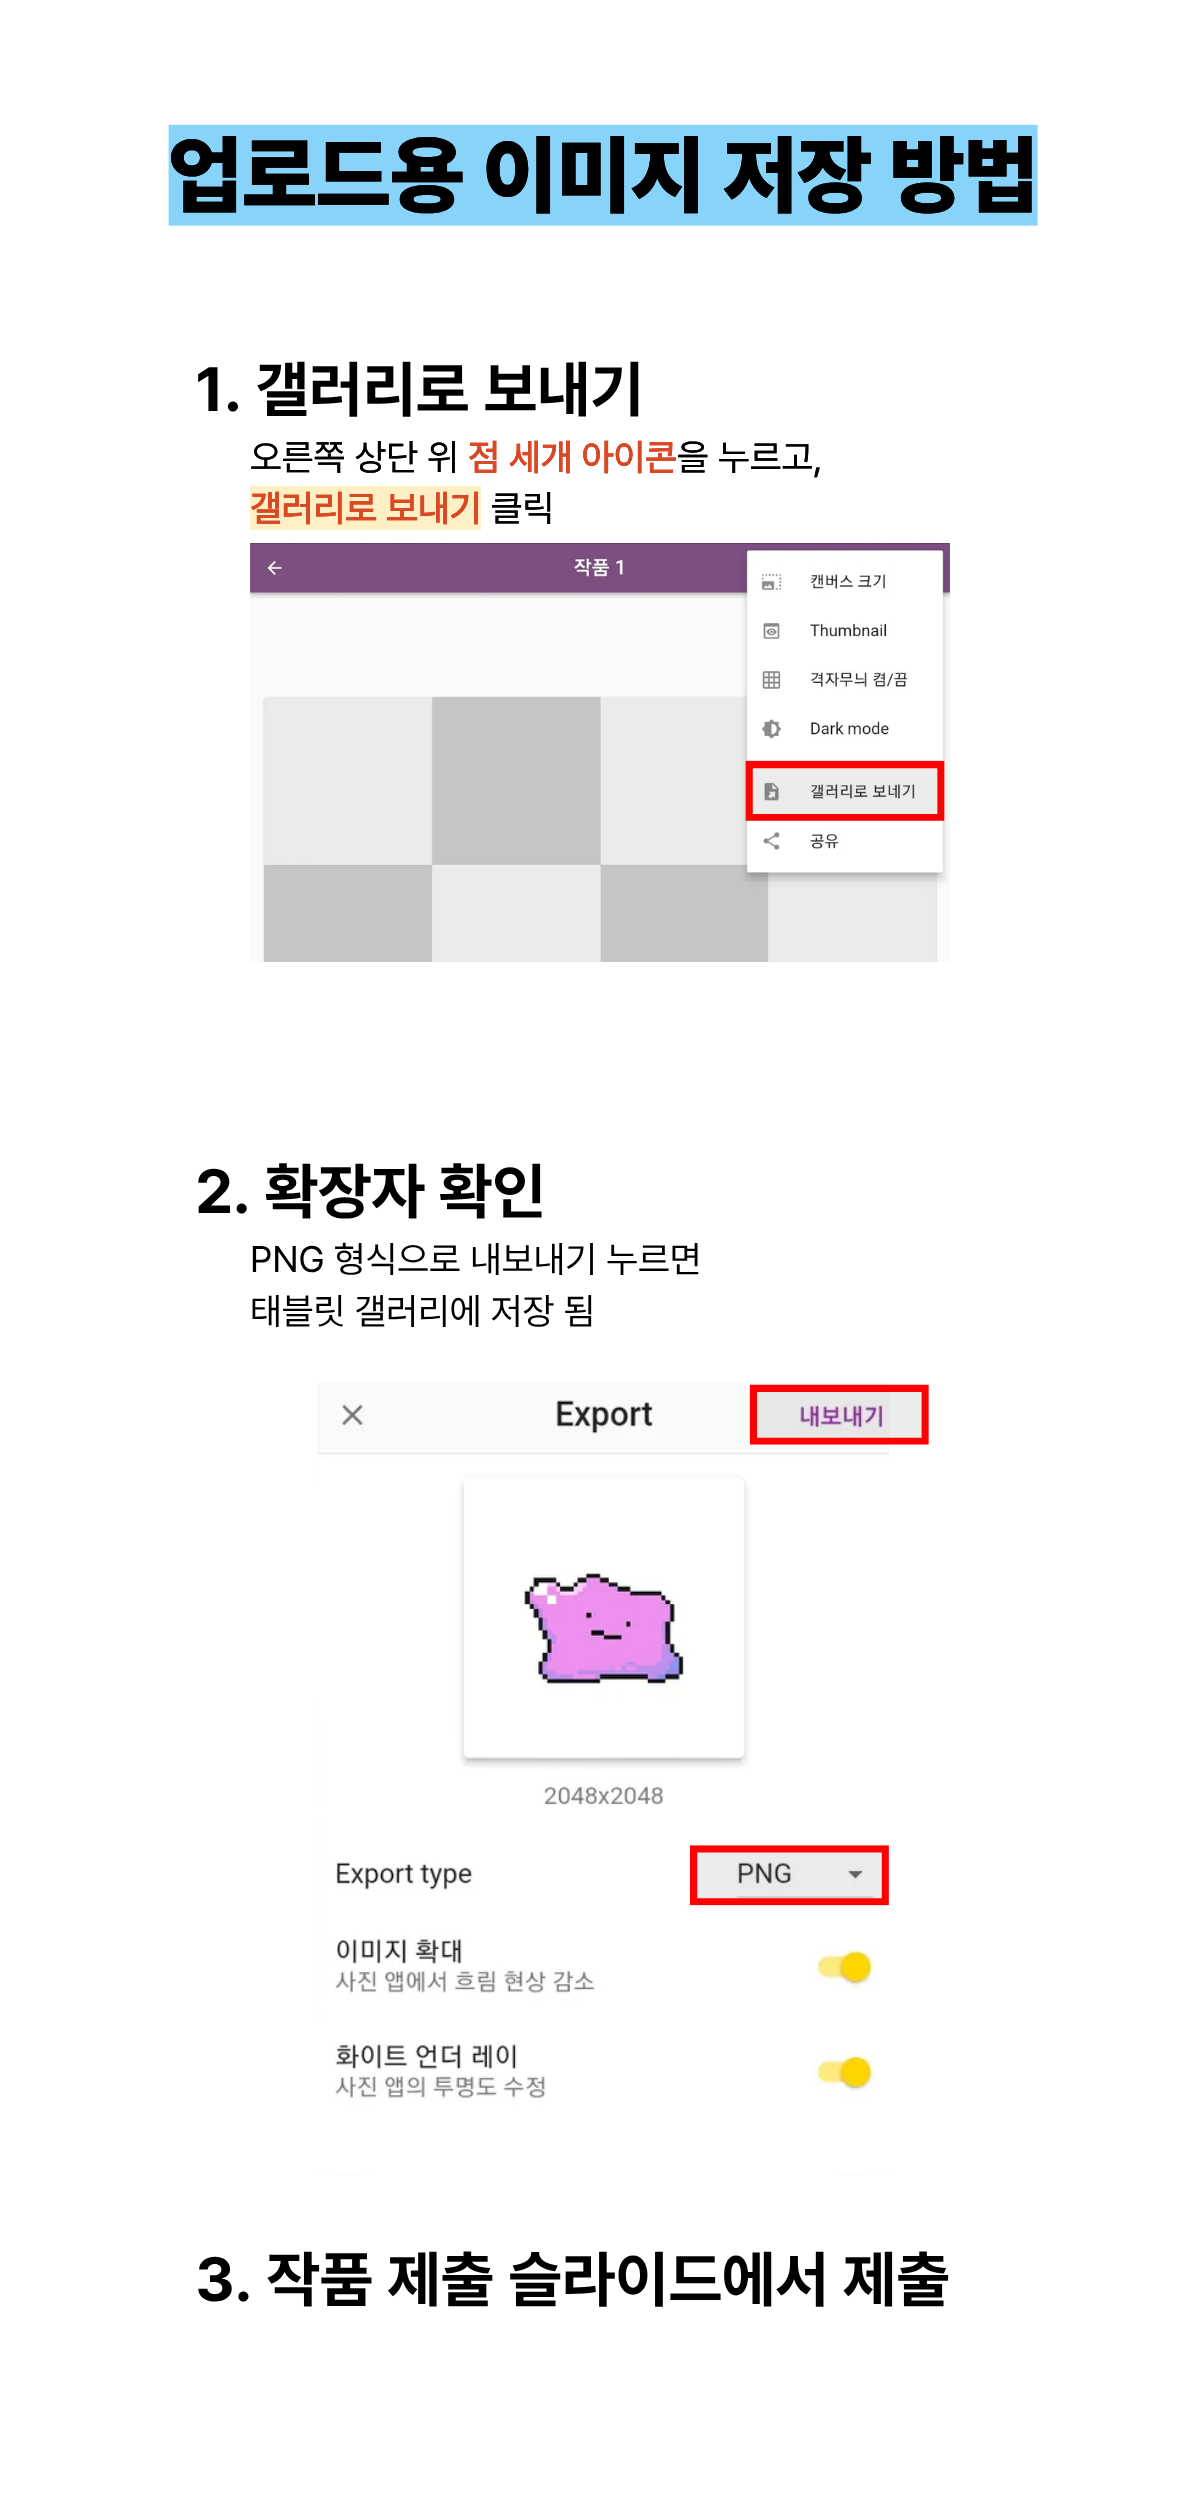 업로드용 이미지 저장 방법
1. 갤러리로 보내기
오른쪽 상단 위 점 세개 아이콘을 누르고,
갤러리로 보내기 클릭
작품 1
캔버스 크기
Thumbnail
격자무늬 켬/끔
Dark mode
갤러리로 보네기
공유
2. 확장자 확인
PNG 형식으로 내보내기 누르면
태블릿 갤러리에 저장 됨
Export
내보내기
2048x2048
Export type
PNG
이미지 확대
사진 앱에서 흐림 현상 감소
화이트 언더 레이
사진 앱의 투명도 수정
3. 작품 제출 슬라이드에서 제출